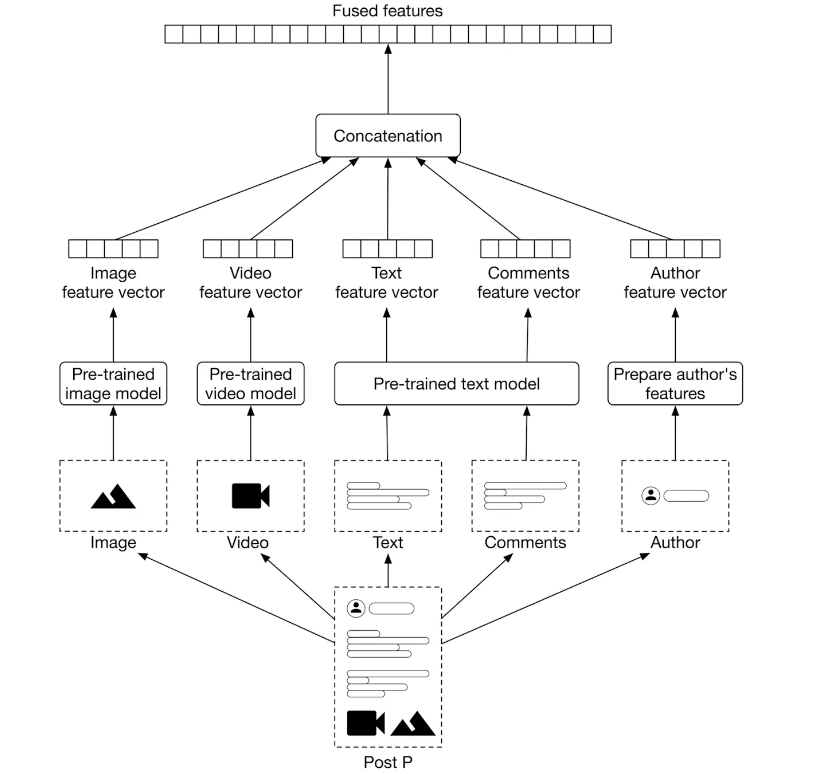 Fused features
Concatenation
Image
feature vector
Video
feature vector
Text
feature vector
Comments
feature vector
Author
feature vector
Pre-trained
image model
Pre-trained
video model
Pre-trained text model
Prepare author's
features
Image
Video
Text
Comments
Author
Post P